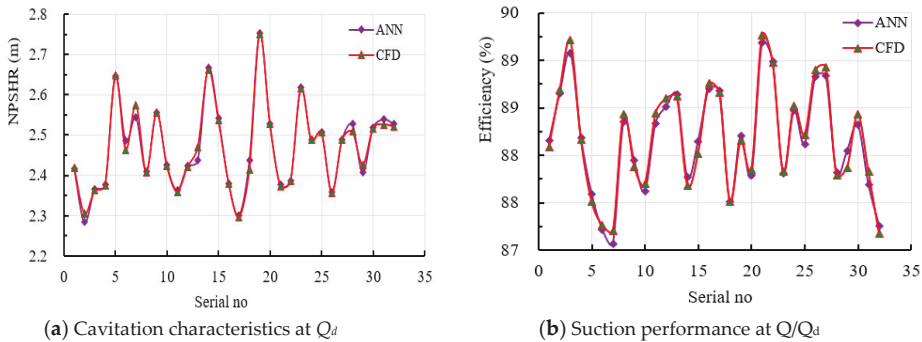 2.8
2.7
2.6
2.5
2.4
2.3
2.2
NPSHR (m)
ANN
CFD
0 5 10 15 20 25 30 35
Serial no
(a) Cavitation characteristics at Qd
90
89
89
88
88
87
Efficiency (%)
ANN
CFD
0 5 10 15 20 25 30 35
Serial no
(b) Suction performance at Q/Qd